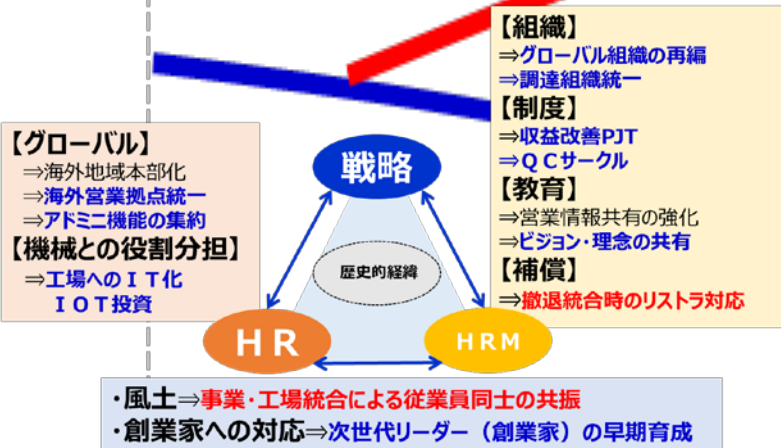 【組織】
⇒グローバル組織の再編
⇒調達組織統一
【制度】
⇒収益改善PJT
⇒ＱＣサークル
【教育】
⇒営業情報共有の強化
⇒ビジョン・理念の共有
【補償】
⇒撤退統合時のリストラ対応
【グローバル】
⇒海外地域本部化
⇒海外営業拠点統一
⇒アドミニ機能の集約
【機械との役割分担】
⇒工場へのＩＴ化
ＩＯＴ投資
戦略
歴史的経緯
ＨＲ
ＨＲＭ
・風土⇒事業・工場統合による従業員同士の共振
・創業家への対応⇒次世代リーダー（創業家）の早期育成